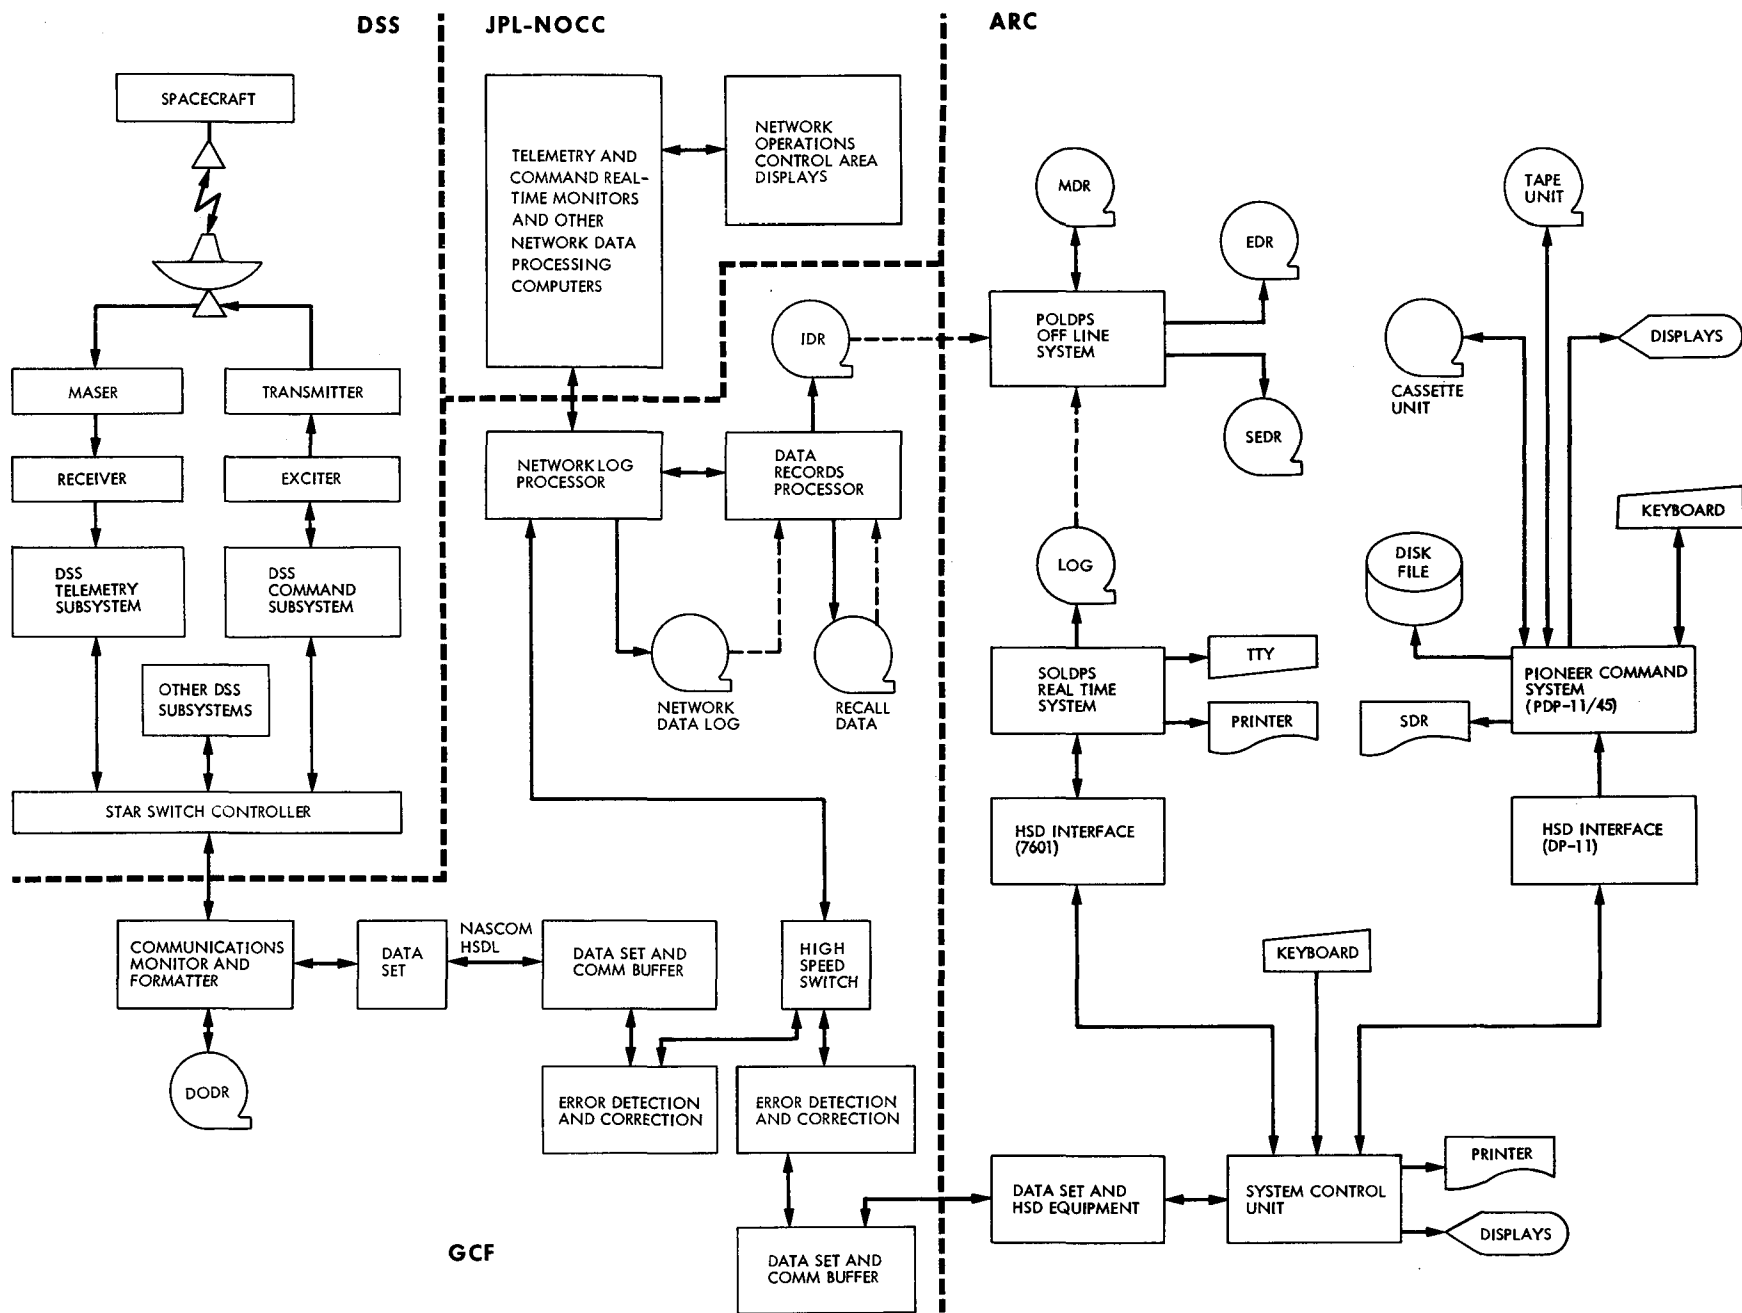 DSS
JPL-NOCC
ARC
SPACECRAFT
MASER
TRANSMITTER
RECEIVER
EXCITER
DSS
TELEMETRY
SUBSYSTEM
DSS
COMMAND
SUBSYSTEM
OTHER DSS
SUBSYSTEMS
STAR SWITCH CONTROLLER
TELEMETRY AND
COMMAND REAL-
TIME MONITORS
AND OTHER
NETWORK DATA
PROCESSING
COMPUTERS
NETWORK
OPERATIONS
CONTROL AREA
DISPLAYS
IDR
NETWORK LOG
PROCESSOR
DATA
RECORDS
PROCESSOR
NETWORK
DATA LOG
RECALL
DATA
COMMUNICATIONS
MONITOR AND
FORMATTER
DATA
SET
NASCOM
HSDL
DATA SET AND
COMM BUFFER
HIGH
SPEED
SWITCH
DODR
ERROR DETECTION
AND CORRECTION
ERROR DETECTION
AND CORRECTION
GCF
DATA SET AND
COMM BUFFER
MDR
TAPE
UNIT
EDR
POLDPS
OFF LINE
SYSTEM
CASSETTE
UNIT
DISPLAYS
SEDR
KEYBOARD
LOG
DISK
FILE
SOLDPS
REAL TIME
SYSTEM
TTY
PRINTER
SDR
PIONEER COMMAND
SYSTEM
(PDP-11/45)
HSD INTERFACE
(7601)
HSD INTERFACE
(DP-11)
KEYBOARD
DATA SET AND
HSD EQUIPMENT
SYSTEM CONTROL
UNIT
PRINTER
DISPLAYS